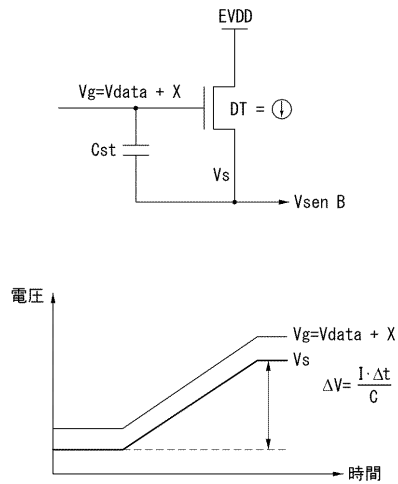 EVDD
Vg=Vdata + X
DT =
Cst
Vs
Vsen B
電圧
Vg=Vdata + X
Vs
ΔV= I·Δt / C
時間